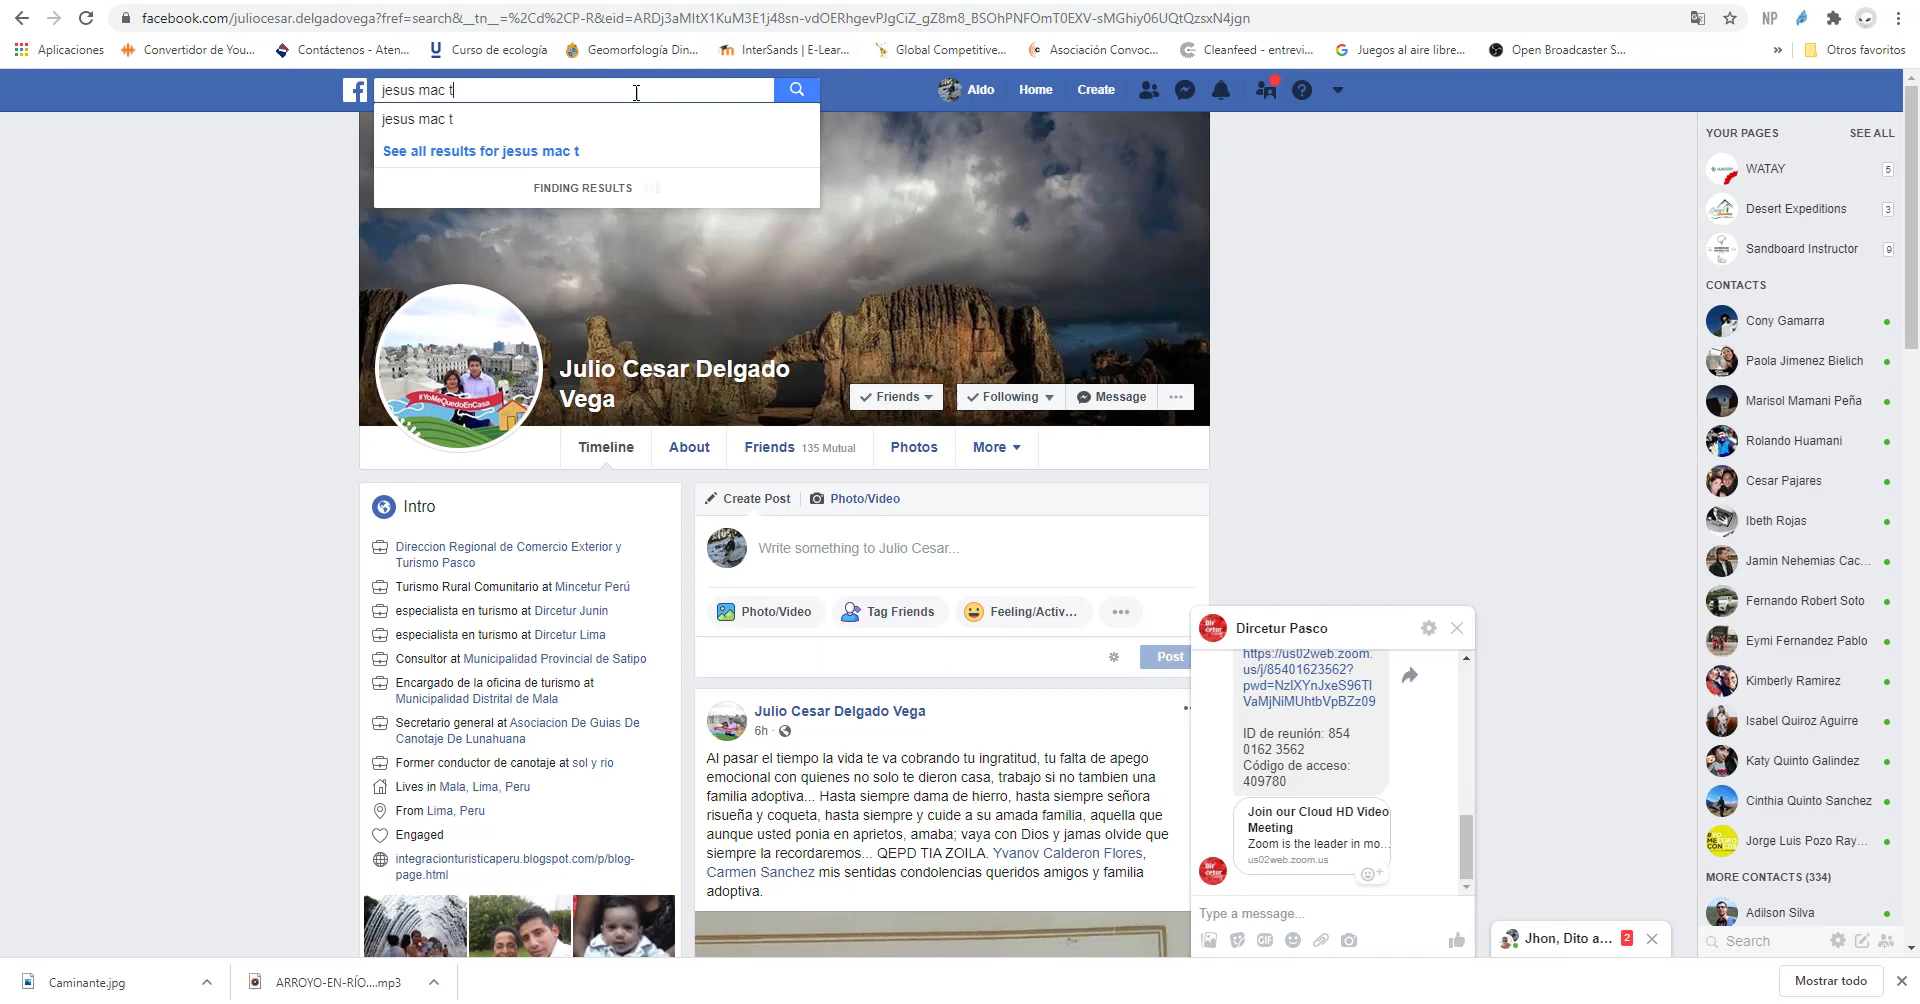 facebook.com/juliocesar.delgadovega?fref=search&__tn__=%2Cd%2CP-R&eid=ARDj3aMItX1KuM3E1j48sn-vdOERhgevPJgCiZ_gZ8m8_BSOhPNFOmT0EXV-sMGhiy06UQtQzsxN4jgn
NP
Aplicaciones
Convertidor de You...
Contáctenos - Aten...
Curso de ecología
Geomorfología Din...
InterSands | E-Lear...
Global Competitive...
Asociación Convoc...
Cleanfeed - entrevi...
Juegos al aire libre...
Open Broadcaster S...
»
Otros favoritos
jesus mac t
Aldo
Home
Create
jesus mac t
See all results for jesus mac t
FINDING RESULTS
#YoMeQuedoEnCasa
Julio Cesar Delgado
Vega
Friends
Following
Message
Timeline
About
Friends 135 Mutual
Photos
More
Intro
Direccion Regional de Comercio Exterior y
Turismo Pasco
Turismo Rural Comunitario at Mincetur Perú
especialista en turismo at Dircetur Junin
especialista en turismo at Dircetur Lima
Consultor at Municipalidad Provincial de Satipo
Encargado de la oficina de turismo at
Municipalidad Distrital de Mala
Secretario general at Asociacion De Guias De
Canotaje De Lunahuana
Former conductor de canotaje at sol y rio
Lives in Mala, Lima, Peru
From Lima, Peru
Engaged
integracionturisticaperu.blogspot.com/p/blog-
page.html
Create Post
Photo/Video
Write something to Julio Cesar...
Photo/Video
Tag Friends
Feeling/Activ...
Post
Julio Cesar Delgado Vega
6h ·
Al pasar el tiempo la vida te va cobrando tu ingratitud, tu falta de apego
emocional con quienes no solo te dieron casa, trabajo si no tambien una
familia adoptiva... Hasta siempre dama de hierro, hasta siempre señora
risueña y coqueta, hasta siempre y cuide a su amada familia, aquella que
aunque usted ponia en aprietos, amaba; vaya con Dios y jamas olvide que
siempre la recordaremos... QEPD TIA ZOILA. Yvanov Calderon Flores,
Carmen Sanchez mis sentidas condolencias queridos amigos y familia
adoptiva.
Dircetur Pasco
https://us02web.zoom.
us/j/85401623562?
pwd=NzlXYnJxeS96Tl
VaMjNiMUhtbVpBZz09
ID de reunión: 854
0162 3562
Código de acceso:
409780
Join our Cloud HD Video
Meeting
Zoom is the leader in mo...
us02web.zoom.us
Type a message...
GIF
Jhon, Dito a...
2
YOUR PAGES
SEE ALL
WATAY
5
Desert Expeditions
3
Sandboard Instructor
9
CONTACTS
Cony Gamarra
Paola Jimenez Bielich
Marisol Mamani Peña
Rolando Huamani
Cesar Pajares
Ibeth Rojas
Jamin Nehemias Cac...
Fernando Robert Soto
Eymi Fernandez Pablo
Kimberly Ramirez
Isabel Quiroz Aguirre
Katy Quinto Galindez
Cinthia Quinto Sanchez
Jorge Luis Pozo Ray...
MORE CONTACTS (334)
Adilson Silva
Search
Caminante.jpg
ARROYO-EN-RÍO....mp3
Mostrar todo